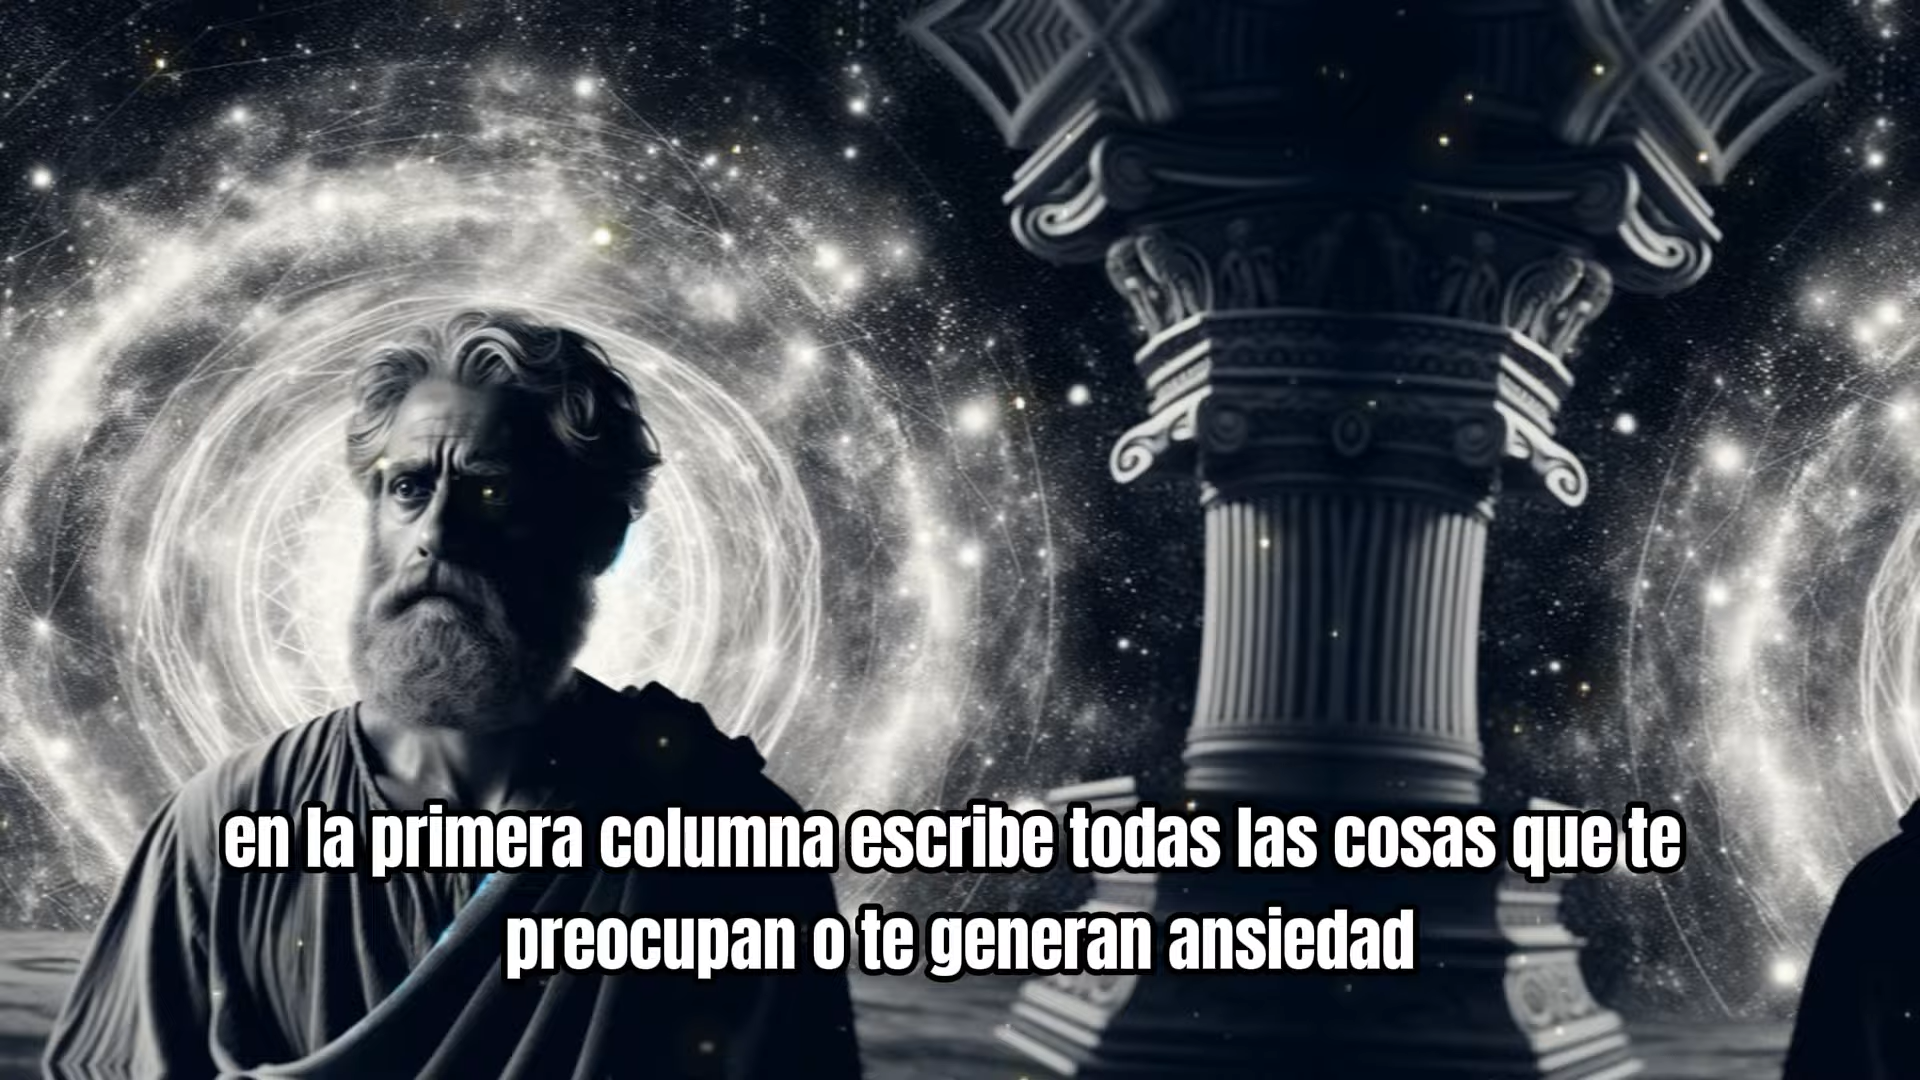 en la primera columna escribe todas las cosas que te
preocupan o te generan ansiedad